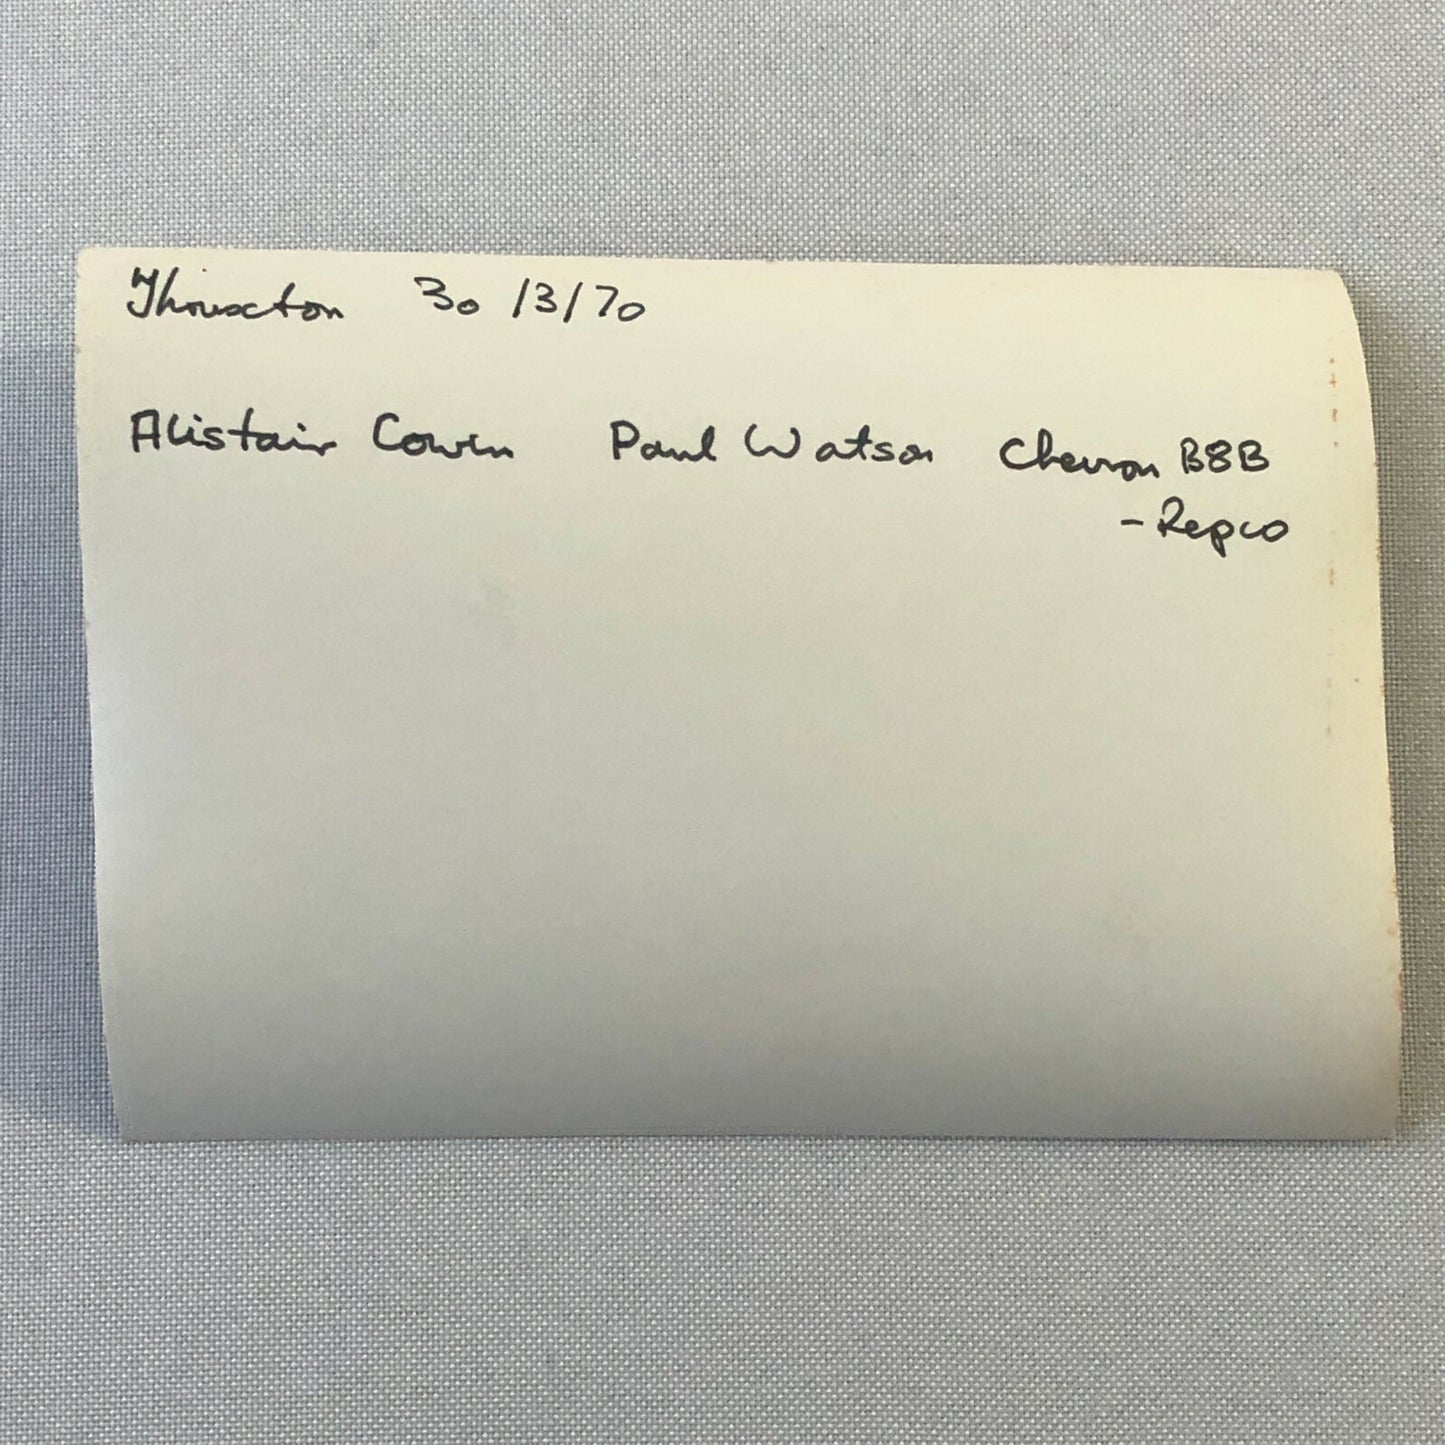 Thruxton 30/3/70
Alistair Cowin Paul Watson Chevron B8B
- Repco